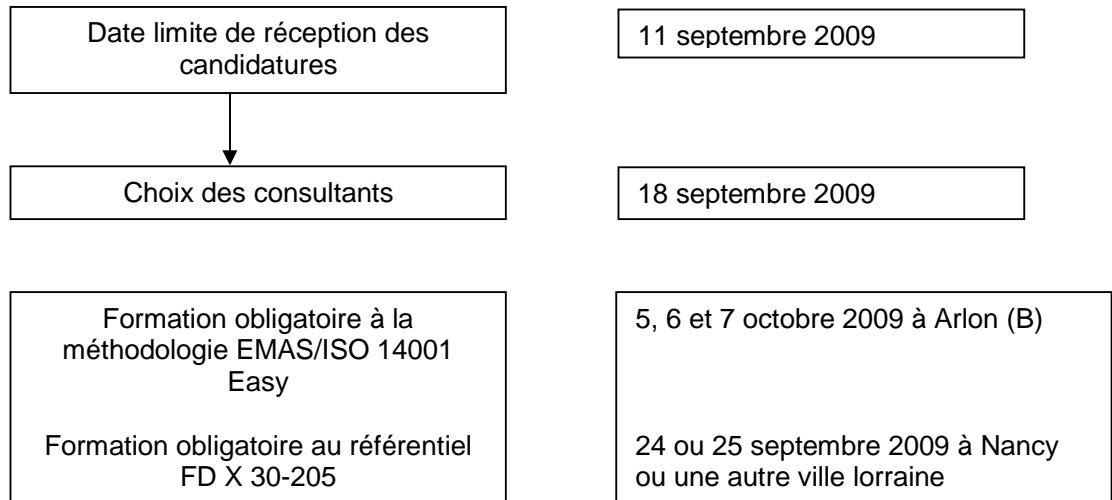 Date limite de réception des
candidatures
11 septembre 2009
Choix des consultants
18 septembre 2009
Formation obligatoire à la
méthodologie EMAS/ISO 14001
Easy
5, 6 et 7 octobre 2009 à Arlon (B)
Formation obligatoire au référentiel
FD X 30-205
24 ou 25 septembre 2009 à Nancy
ou une autre ville lorraine